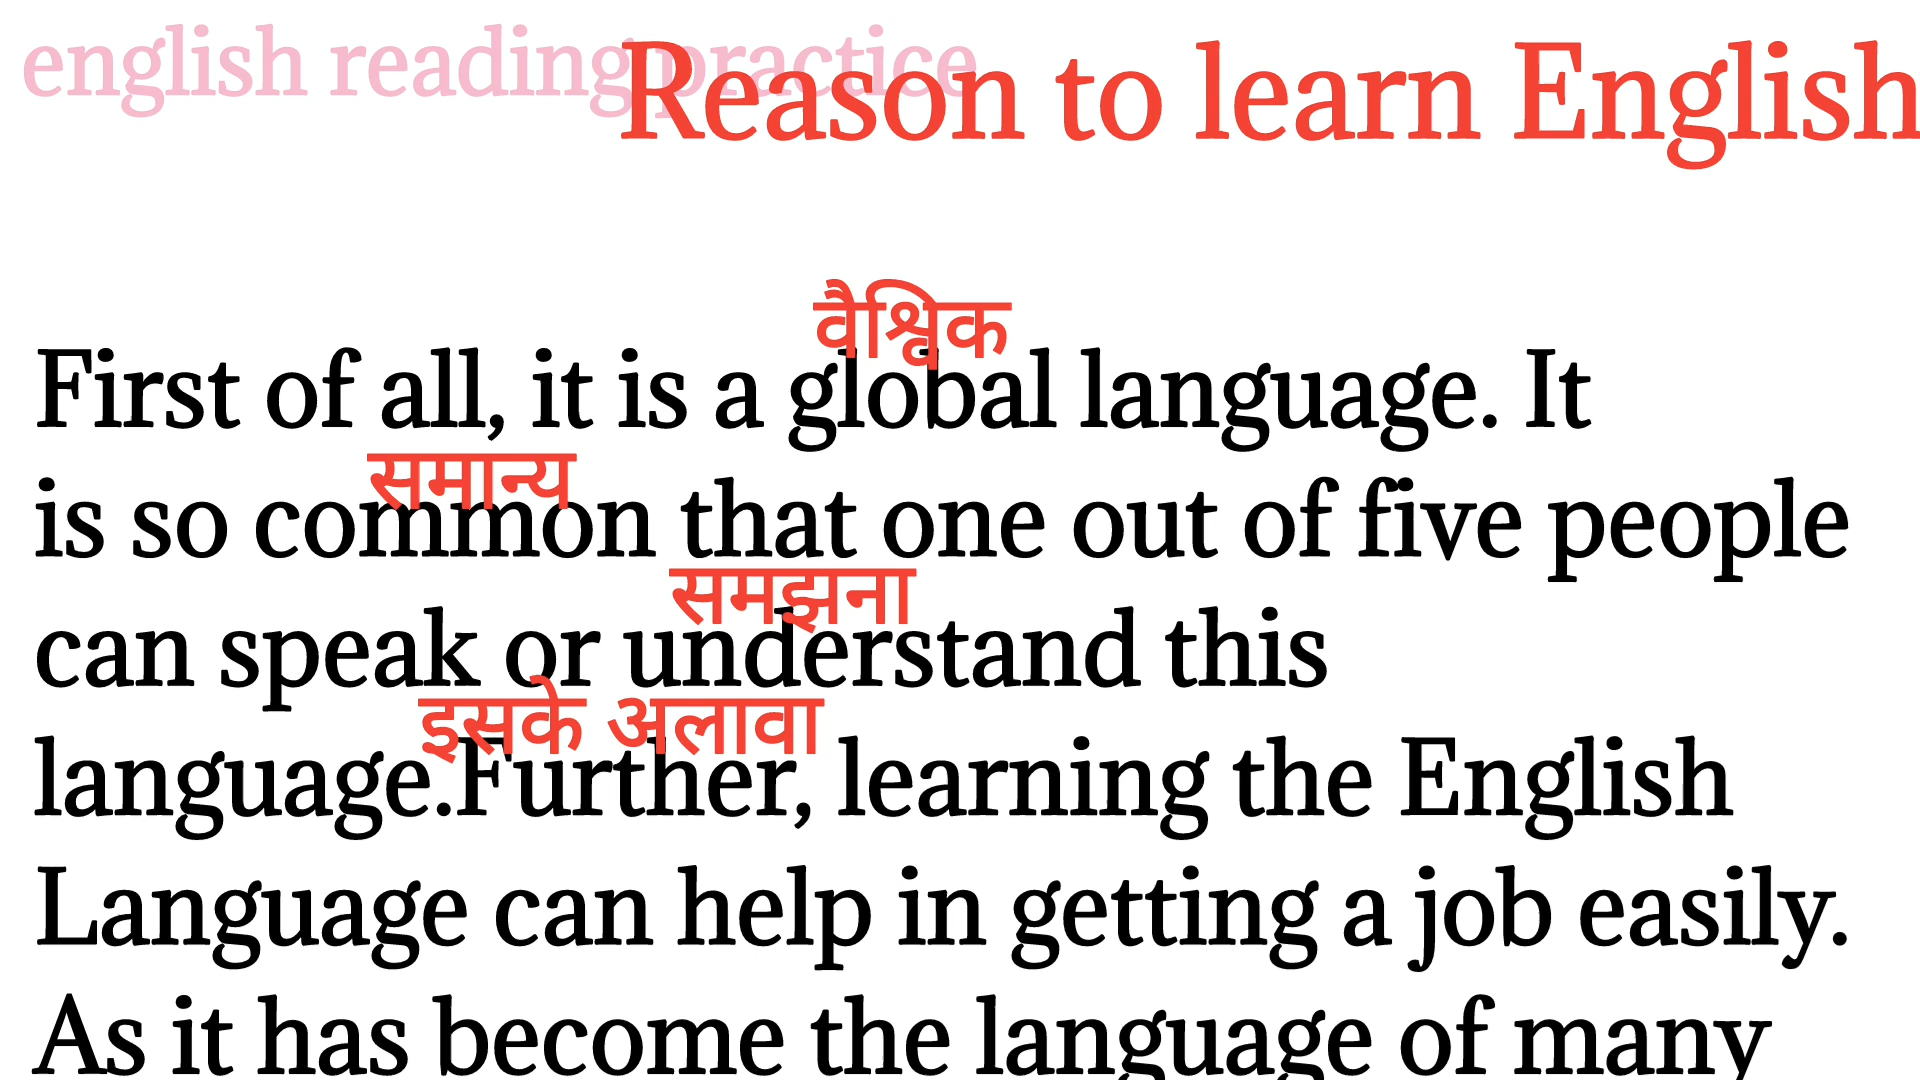 english reading practice
Reason to learn English
वैश्विक
First of all, it is a global language. It
समान्य
is so common that one out of five people
समझना
can speak or understand this
इसके अलावा
language.Further, learning the English
Language can help in getting a job easily.
As it has become the language of many